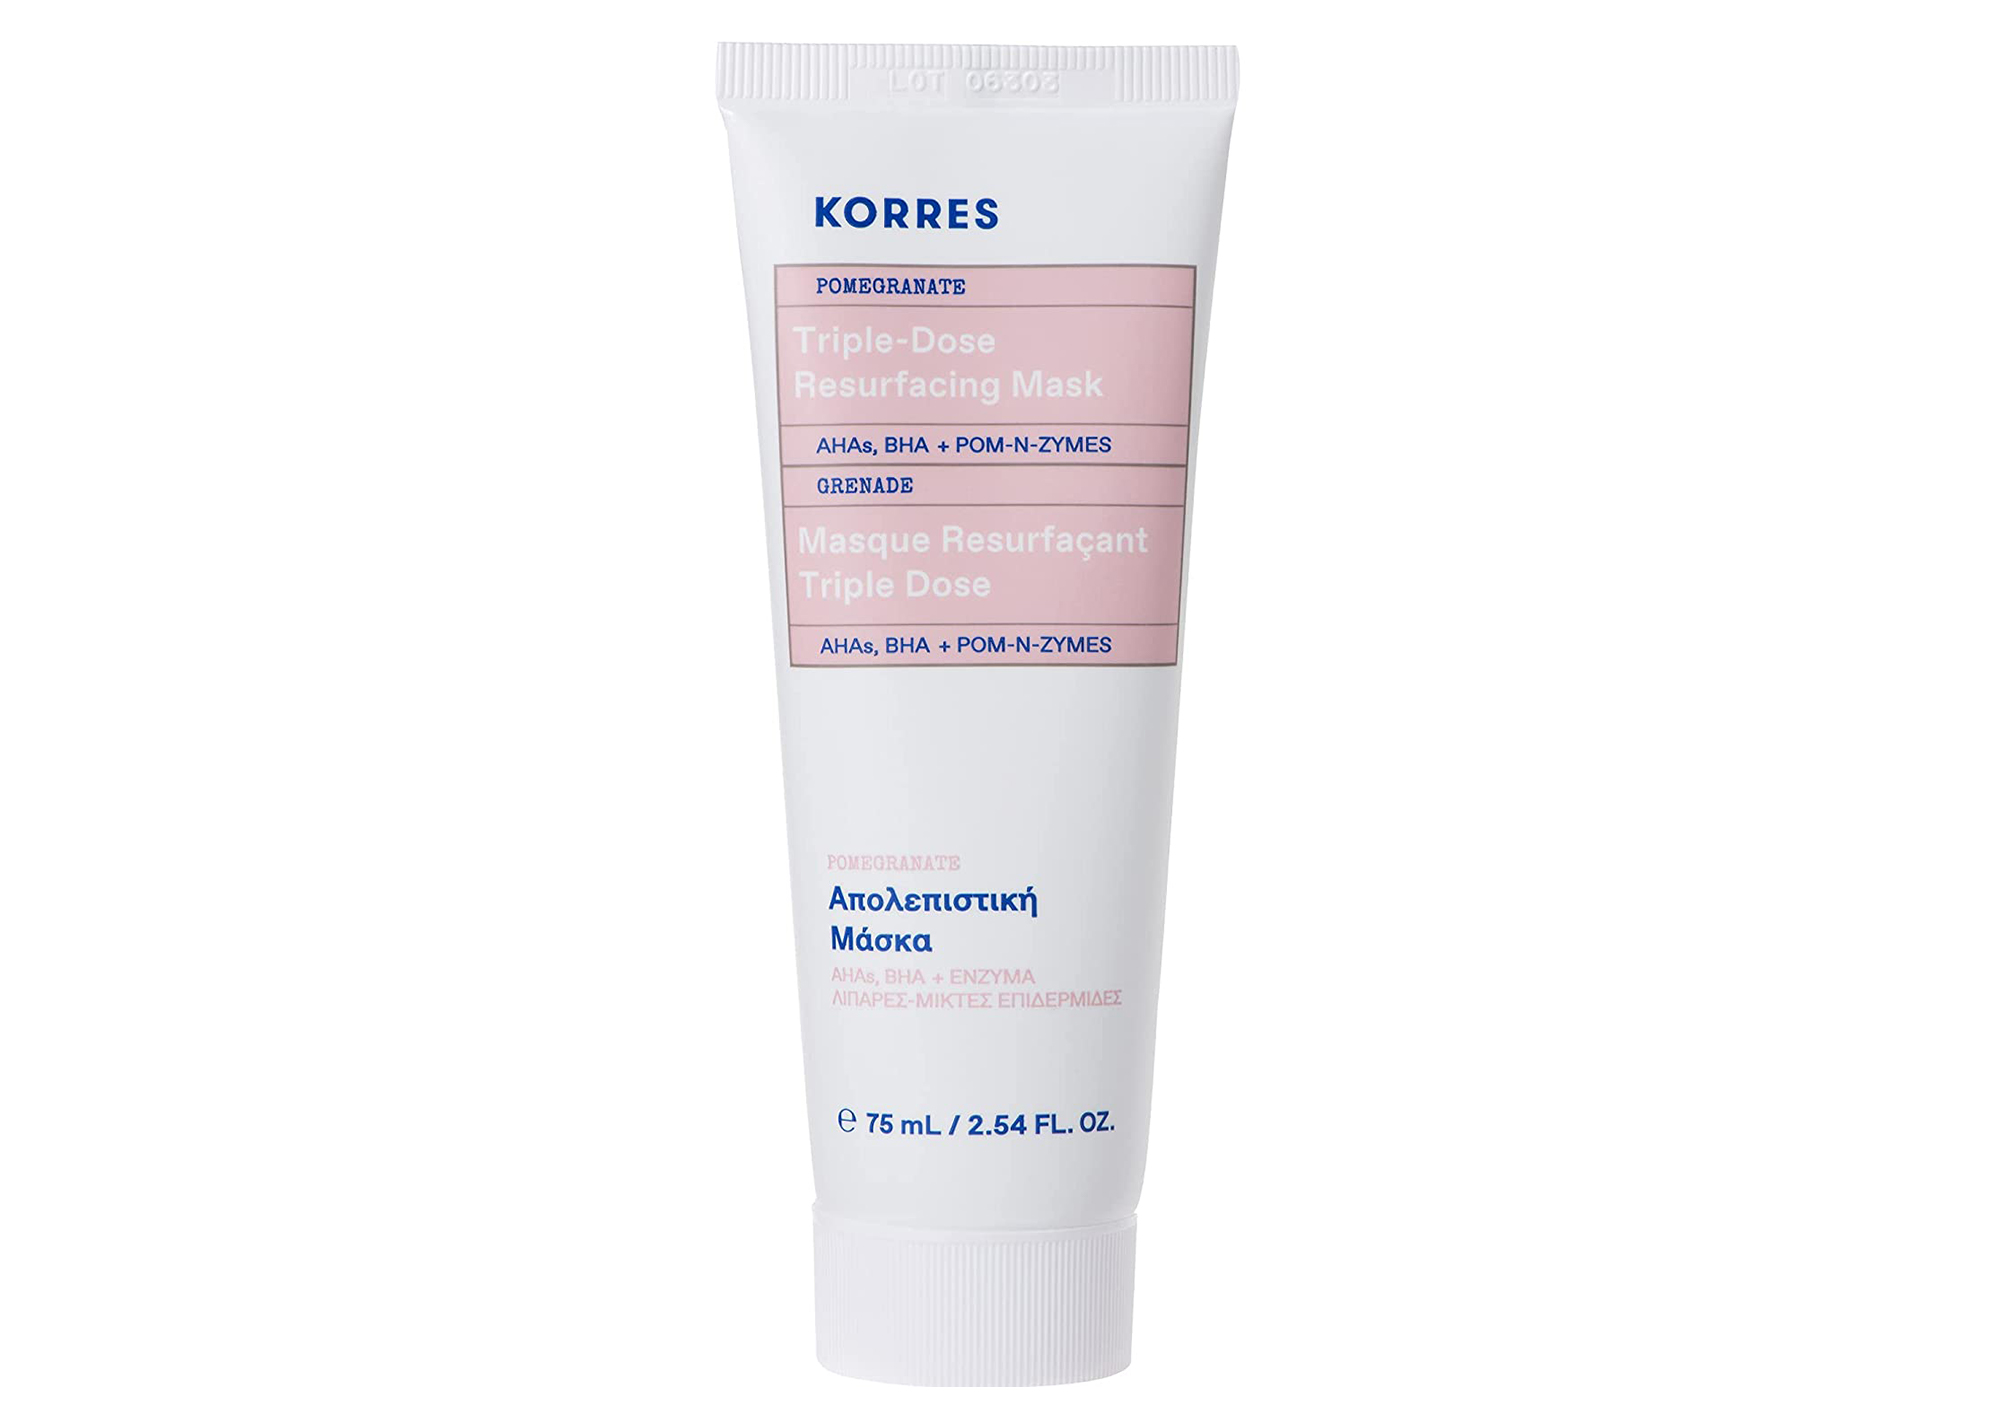 LOT 06303
KORRES
POMEGRANATE
Triple-Dose
Resurfacing Mask
AHAs, BHA + POM-N-ZYMES
GRENADE
Masque Resurfaçant
Triple Dose
AHAs, BHA + POM-N-ZYMES
POMEGRANATE
Απολεπιστική
Μάσκα
AHAs, BHA + ENZYMA
ΛΙΠΑΡΕΣ-ΜΙΚΤΕΣ ΕΠΙΔΕΡΜΙΔΕΣ
℮ 75 mL / 2.54 FL. OZ.